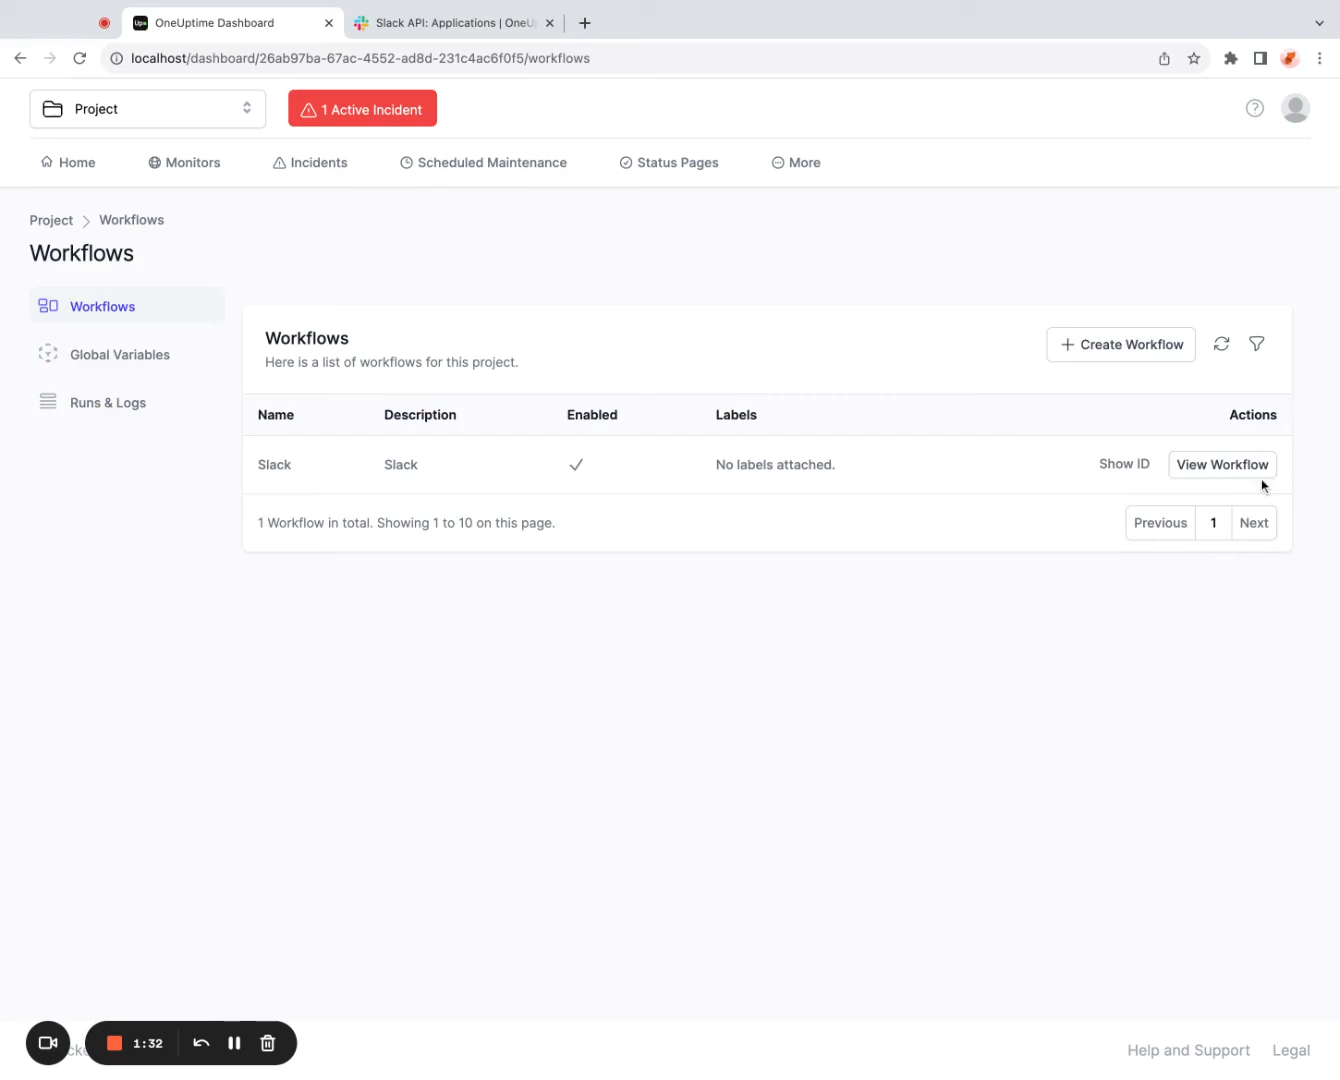 OneUptime Dashboard
Slack API: Applications | OneU
localhost/dashboard/26ab97ba-67ac-4552-ad8d-231c4ac6f0f5/workflows
Project
1 Active Incident
Home
Monitors
Incidents
Scheduled Maintenance
Status Pages
More
Project
Workflows
Workflows
Workflows
Global Variables
Runs & Logs
Workflows
Here is a list of workflows for this project.
Create Workflow
Name
Description
Enabled
Labels
Actions
Slack
Slack
No labels attached.
Show ID
View Workflow
1 Workflow in total. Showing 1 to 10 on this page.
Previous
1
Next
1:32
Help and Support
Legal